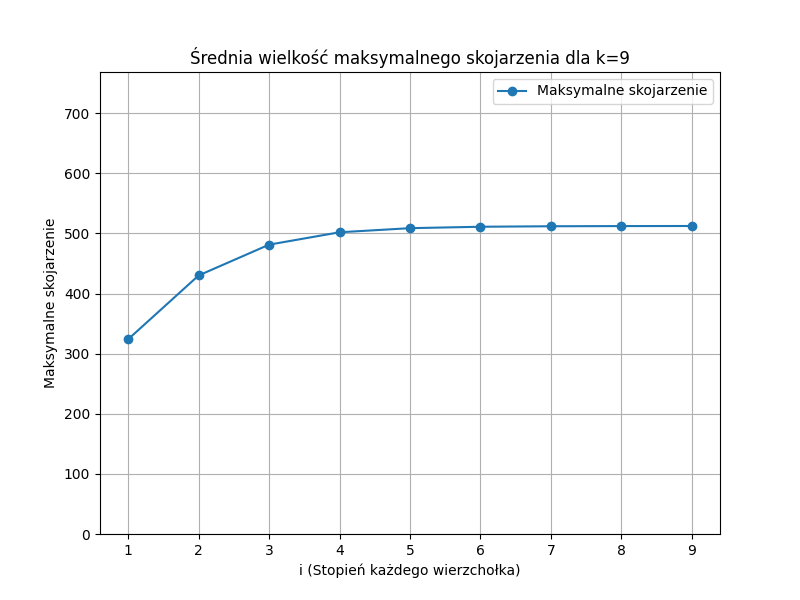 Średnia wielkość maksymalnego skojarzenia dla k=9
Maksymalne skojarzenie
700
600
500
400
300
200
100
0
Maksymalne skojarzenie
1 2 3 4 5 6 7 8 9
i (Stopień każdego wierzchołka)